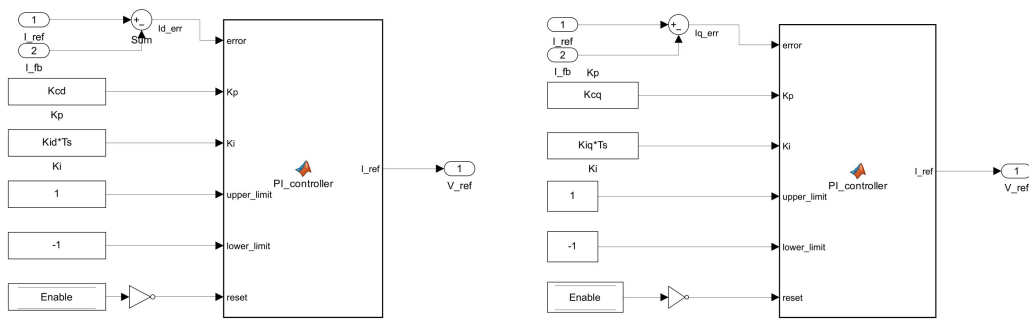 1
I_ref
Id_err
Sum
2
I_fb
error
Kcd
Kp
Kp
Kid*Ts
Ki
Ki
PI_controller
I_ref
1
V_ref
1
upper_limit
-1
lower_limit
Enable
reset
1
I_ref
Iq_err
2
I_fb
error
Kp
Kcq
Kp
Kiq*Ts
Ki
Ki
PI_controller
I_ref
1
V_ref
1
upper_limit
-1
lower_limit
Enable
reset